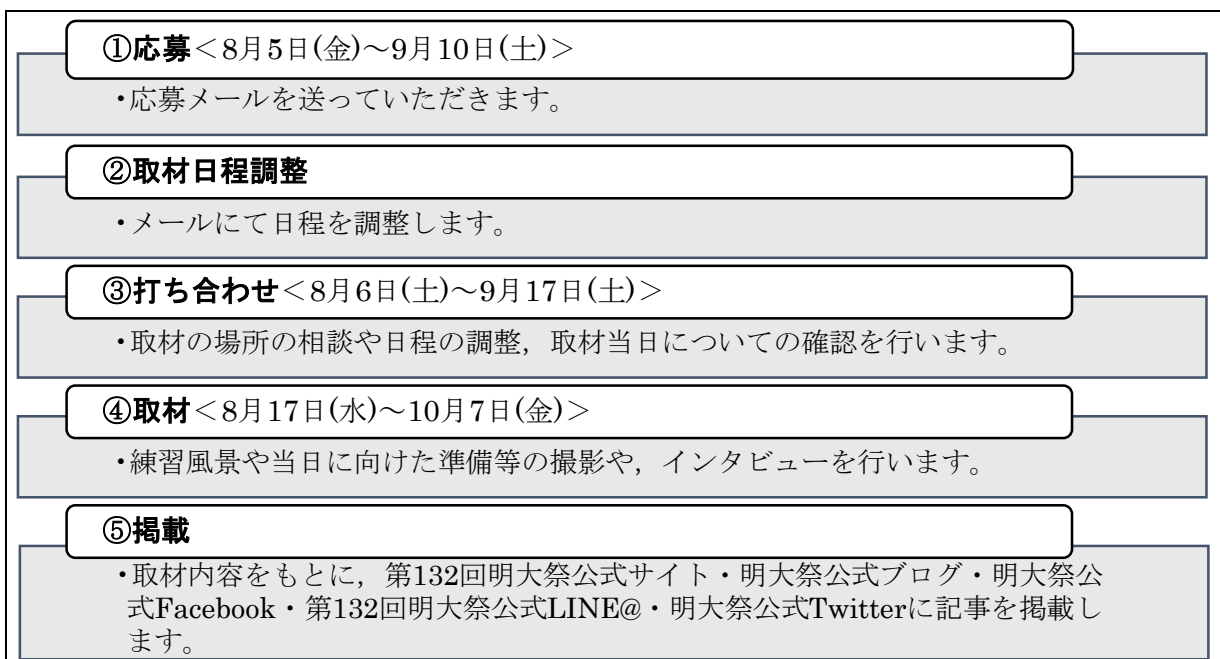 ①応募＜8月5日(金)～9月10日(土)＞
・応募メールを送っていただきます。
②取材日程調整
・メールにて日程を調整します。
③打ち合わせ＜8月6日(土)～9月17日(土)＞
・取材の場所の相談や日程の調整，取材当日についての確認を行います。
④取材＜8月17日(水)～10月7日(金)＞
・練習風景や当日に向けた準備等の撮影や，インタビューを行います。
⑤掲載
・取材内容をもとに，第132回明大祭公式サイト・明大祭公式ブログ・明大祭公
式Facebook・第132回明大祭公式LINE@・明大祭公式Twitterに記事を掲載し
ます。